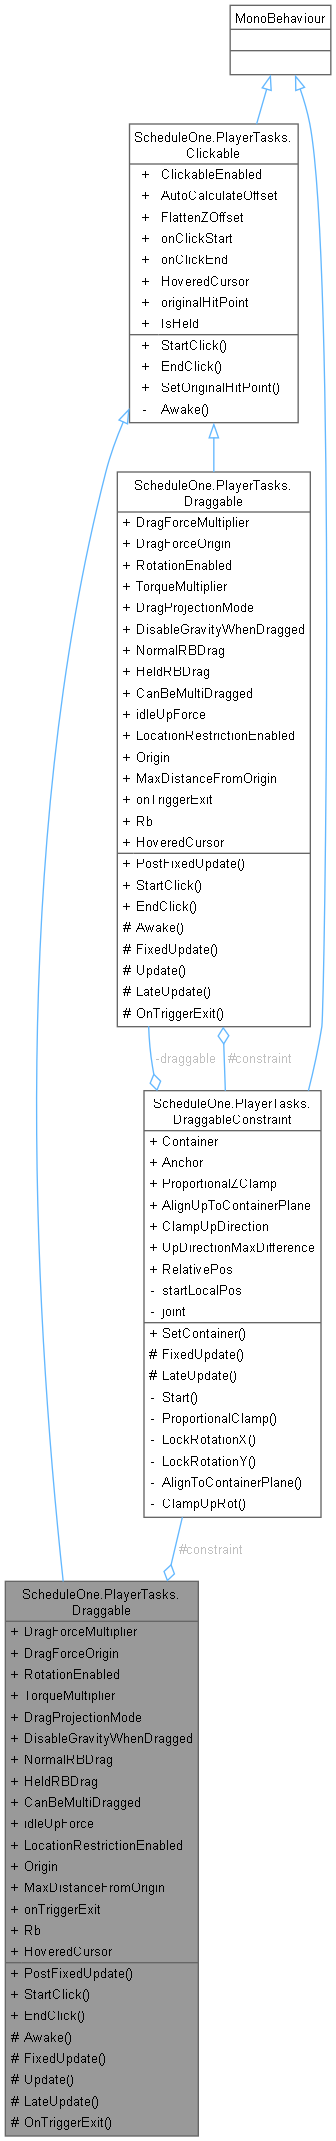 MonoBehaviour
ScheduleOne.PlayerTasks.
Clickable
+ ClickableEnabled
+ AutoCalculateOffset
+ FlattenZOffset
+ onClickStart
+ onClickEnd
+ HoveredCursor
+ originalHitPoint
+ IsHeld
+ StartClick()
+ EndClick()
+ SetOriginalHitPoint()
- Awake()
ScheduleOne.PlayerTasks.
Draggable
+ DragForceMultiplier
+ DragForceOrigin
+ RotationEnabled
+ TorqueMultiplier
+ DragProjectionMode
+ DisableGravityWhenDragged
+ NormalRBDrag
+ HeldRBDrag
+ CanBeMultiDragged
+ idleUpForce
+ LocationRestrictionEnabled
+ Origin
+ MaxDistanceFromOrigin
+ onTriggerExit
+ Rb
+ HoveredCursor
+ PostFixedUpdate()
+ StartClick()
+ EndClick()
# Awake()
# FixedUpdate()
# Update()
# LateUpdate()
# OnTriggerExit()
-draggable
#constraint
ScheduleOne.PlayerTasks.
DraggableConstraint
+ Container
+ Anchor
+ ProportionalZClamp
+ AlignUpToContainerPlane
+ ClampUpDirection
+ UpDirectionMaxDifference
+ RelativePos
- startLocalPos
- joint
+ SetContainer()
# FixedUpdate()
# LateUpdate()
- Start()
- ProportionalClamp()
- LockRotationX()
- LockRotationY()
- AlignToContainerPlane()
- ClampUpRot()
#constraint
ScheduleOne.PlayerTasks.
Draggable
+ DragForceMultiplier
+ DragForceOrigin
+ RotationEnabled
+ TorqueMultiplier
+ DragProjectionMode
+ DisableGravityWhenDragged
+ NormalRBDrag
+ HeldRBDrag
+ CanBeMultiDragged
+ idleUpForce
+ LocationRestrictionEnabled
+ Origin
+ MaxDistanceFromOrigin
+ onTriggerExit
+ Rb
+ HoveredCursor
+ PostFixedUpdate()
+ StartClick()
+ EndClick()
# Awake()
# FixedUpdate()
# Update()
# LateUpdate()
# OnTriggerExit()